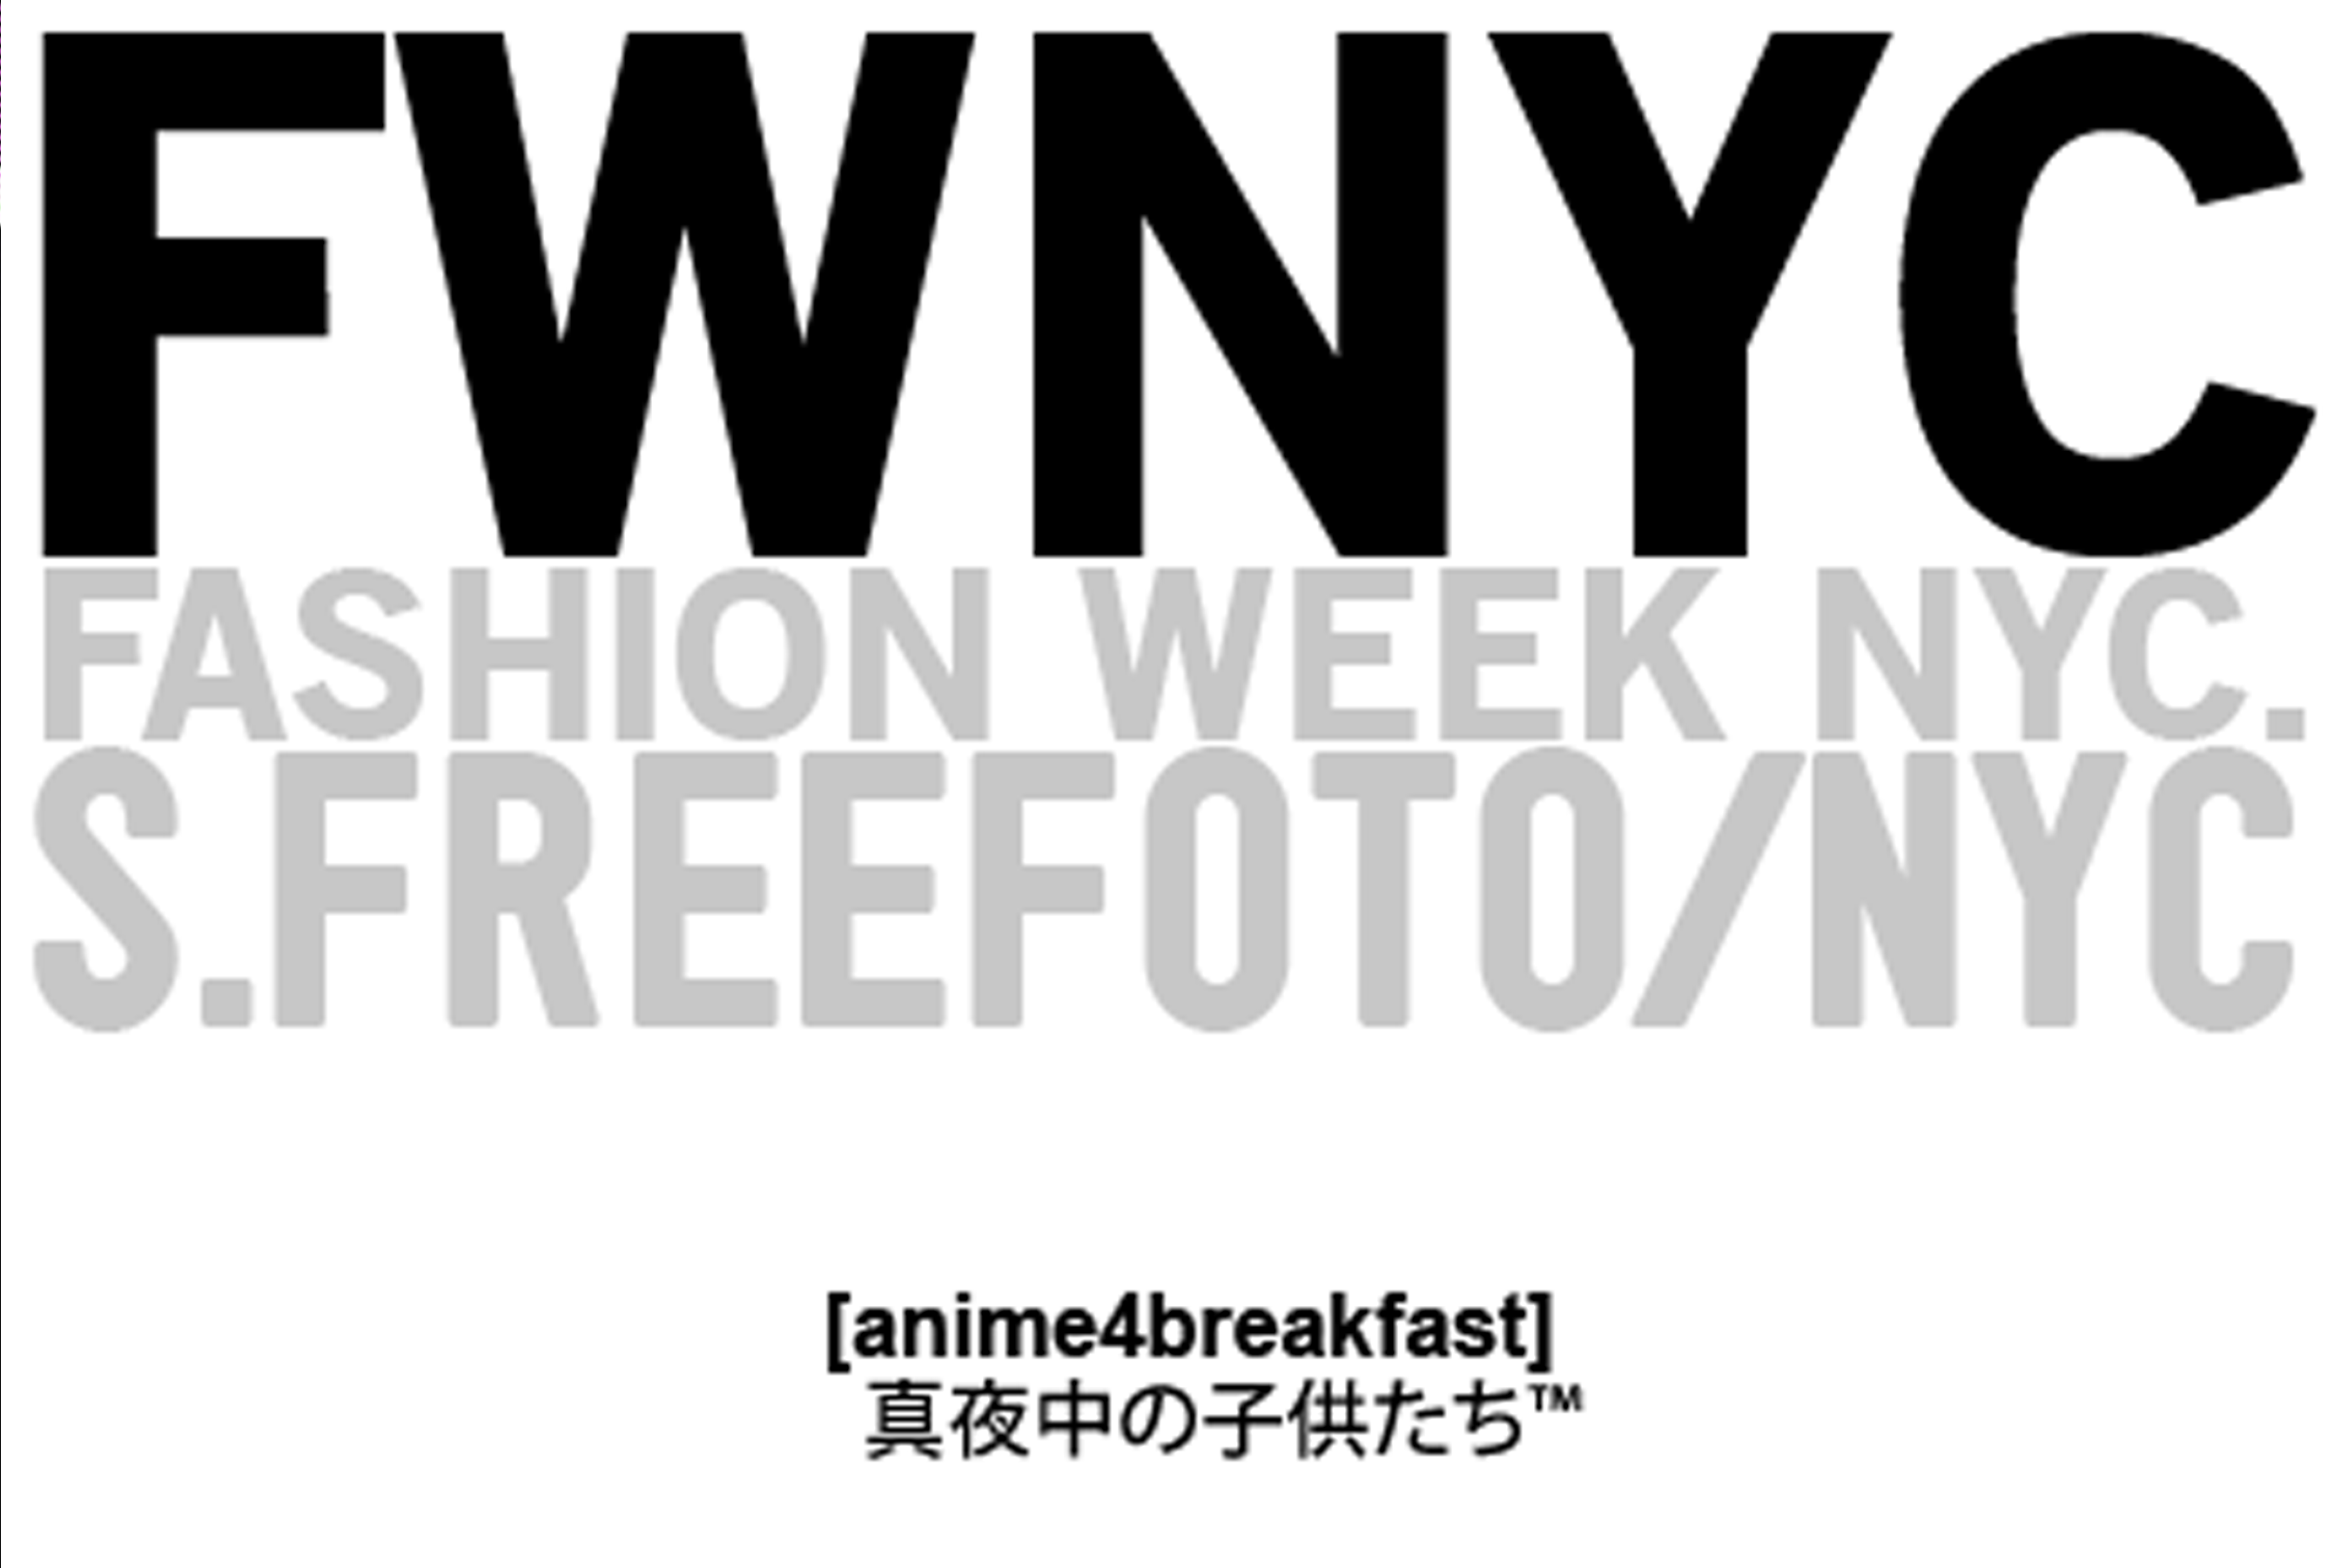 FWNYC
FASHION WEEK NYC.
S.FREEFOTO/NYC
[anime4breakfast]
真夜中の子供たち™